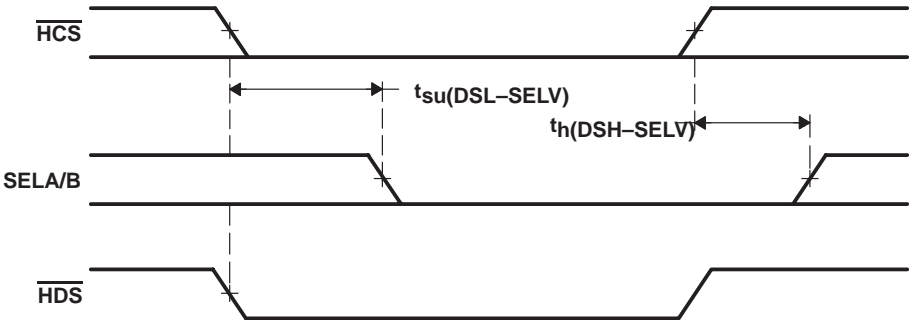 HCS
tsu(DSL–SELV)
th(DSH–SELV)
SELA/B
HDS